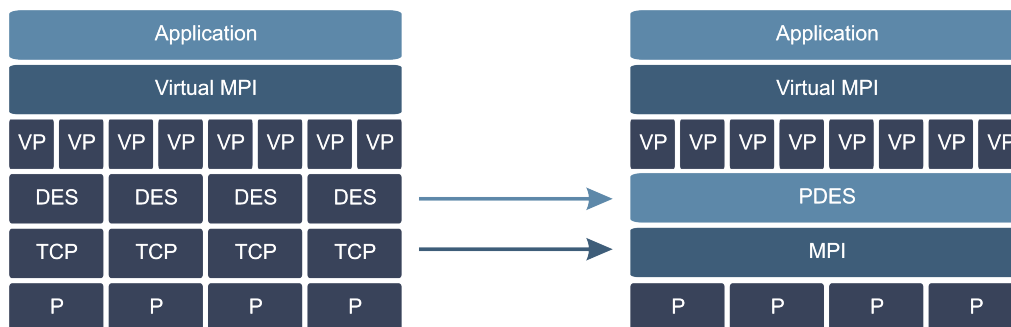 Application
Virtual MPI
VP VP VP VP VP VP VP VP
DES DES DES DES
TCP TCP TCP TCP
P P P P
Application
Virtual MPI
VP VP VP VP VP VP VP VP
PDES
MPI
P P P P